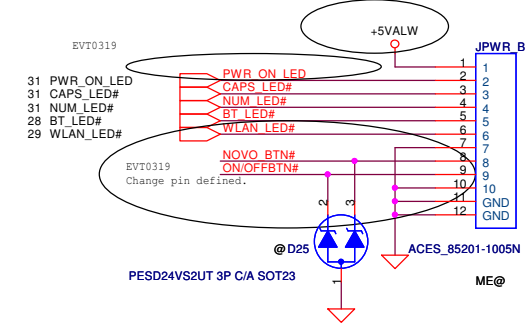 +5VALW
EVT0319
JPWR_B
31 PWR_ON_LED PWR_ON_LED 2 2
1 1
31 CAPS_LED# CAPS_LED# 3 3
31 NUM_LED# NUM_LED# 4 4
28 BT_LED# BT_LED# 5 5
29 WLAN_LED# WLAN_LED# 6 6
7 7
NOVO_BTN# 8 8
EVT0319 ON/OFFBTN# 9 9
Change pin defined.
10 10
11 GND
12 GND
2 3
@ D25 ACES_85201-1005N
PESD24VS2UT 3P C/A SOT23 1 ME@